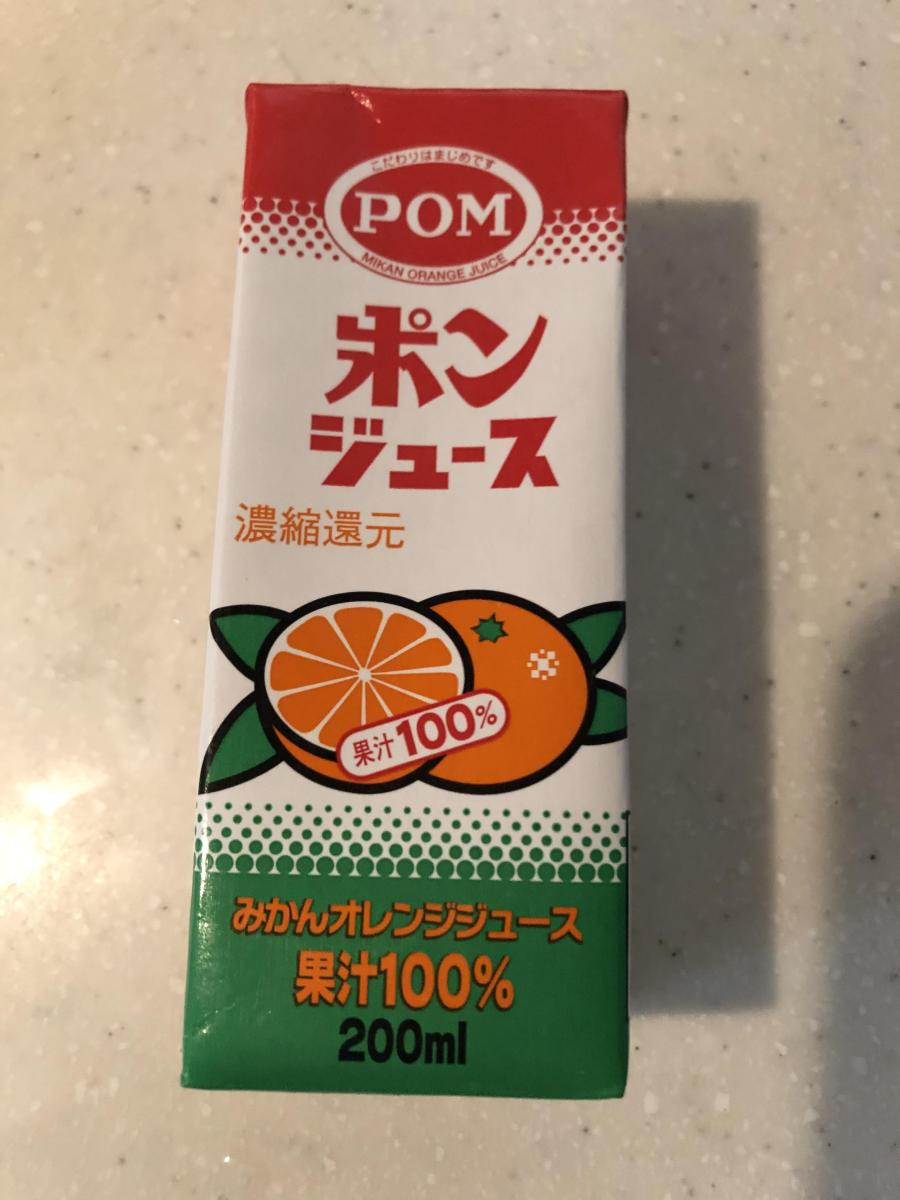 こだわりはまじめです
POM
MIKAN ORANGE JUICE
ポン
ジュース
濃縮還元
果汁100%
みかんオレンジジュース
果汁100%
200ml